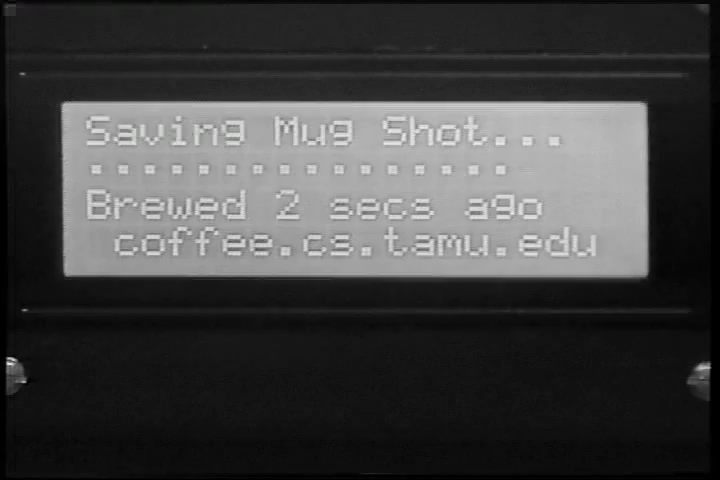 Saving Mug Shot...
................
Brewed 2 secs ago
coffee.cs.tamu.edu